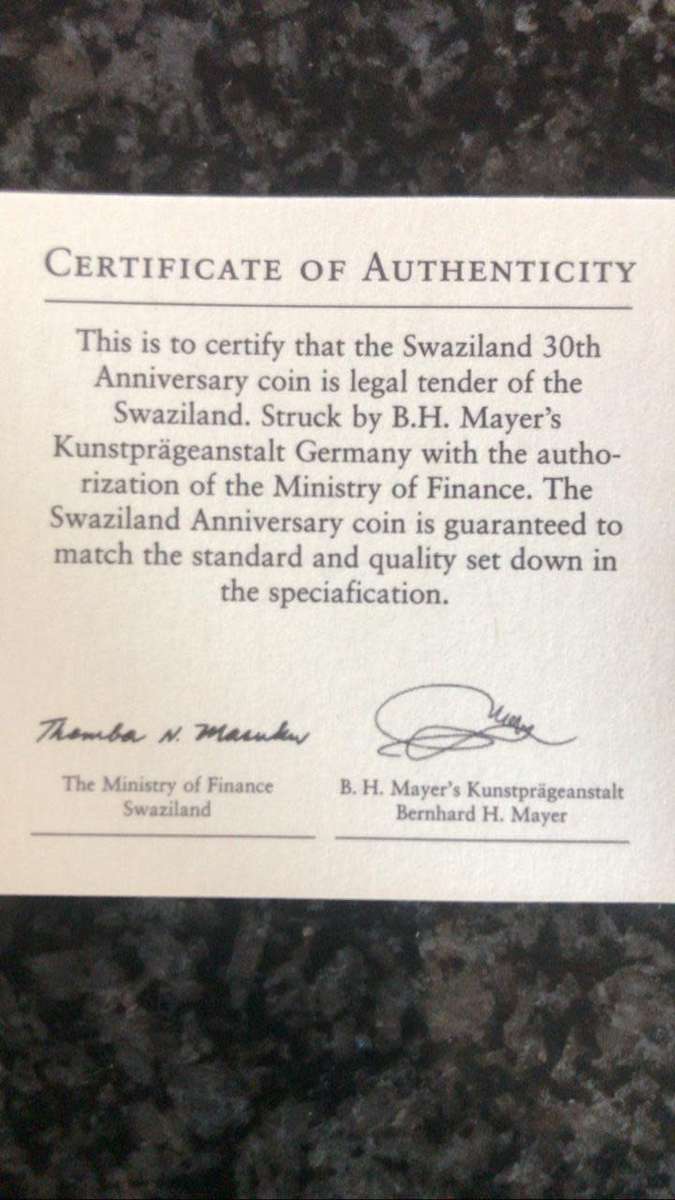 CERTIFICATE OF AUTHENTICITY
This is to certify that the Swaziland 30th
Anniversary coin is legal tender of the
Swaziland. Struck by B.H. Mayer's
Kunstprägeanstalt Germany with the autho-
rization of the Ministry of Finance. The
Swaziland Anniversary coin is guaranteed to
match the standard and quality set down in
the speciafication.
Themba N. Masuku
The Ministry of Finance
Swaziland
B. H. Mayer's Kunstprägeanstalt
Bernhard H. Mayer